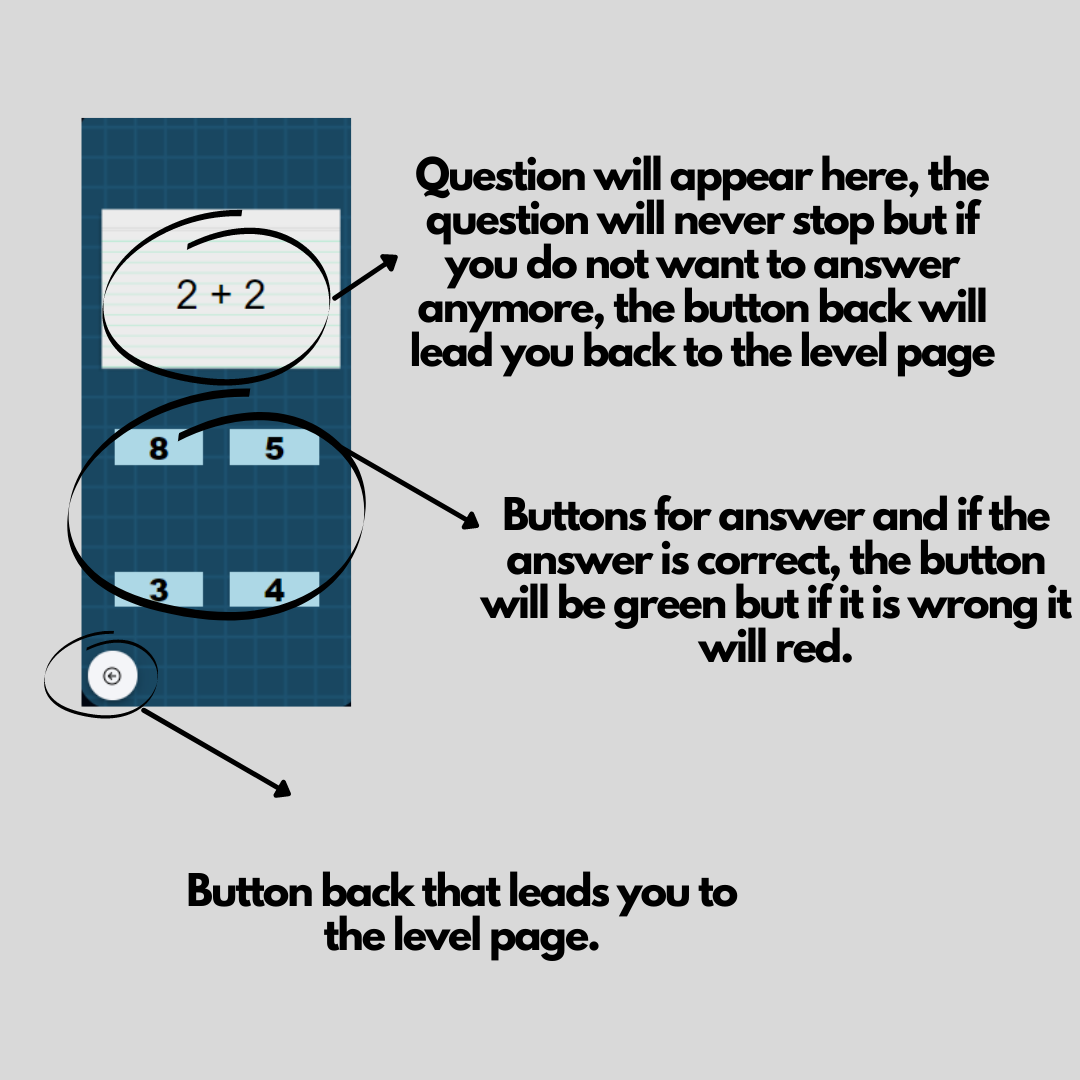 Question will appear here, the
question will never stop but if
you do not want to answer
anymore, the button back will
lead you back to the level page
2 + 2
8 5
3 4
Buttons for answer and if the
answer is correct, the button
will be green but if it is wrong it
will red.
Button back that leads you to
the level page.